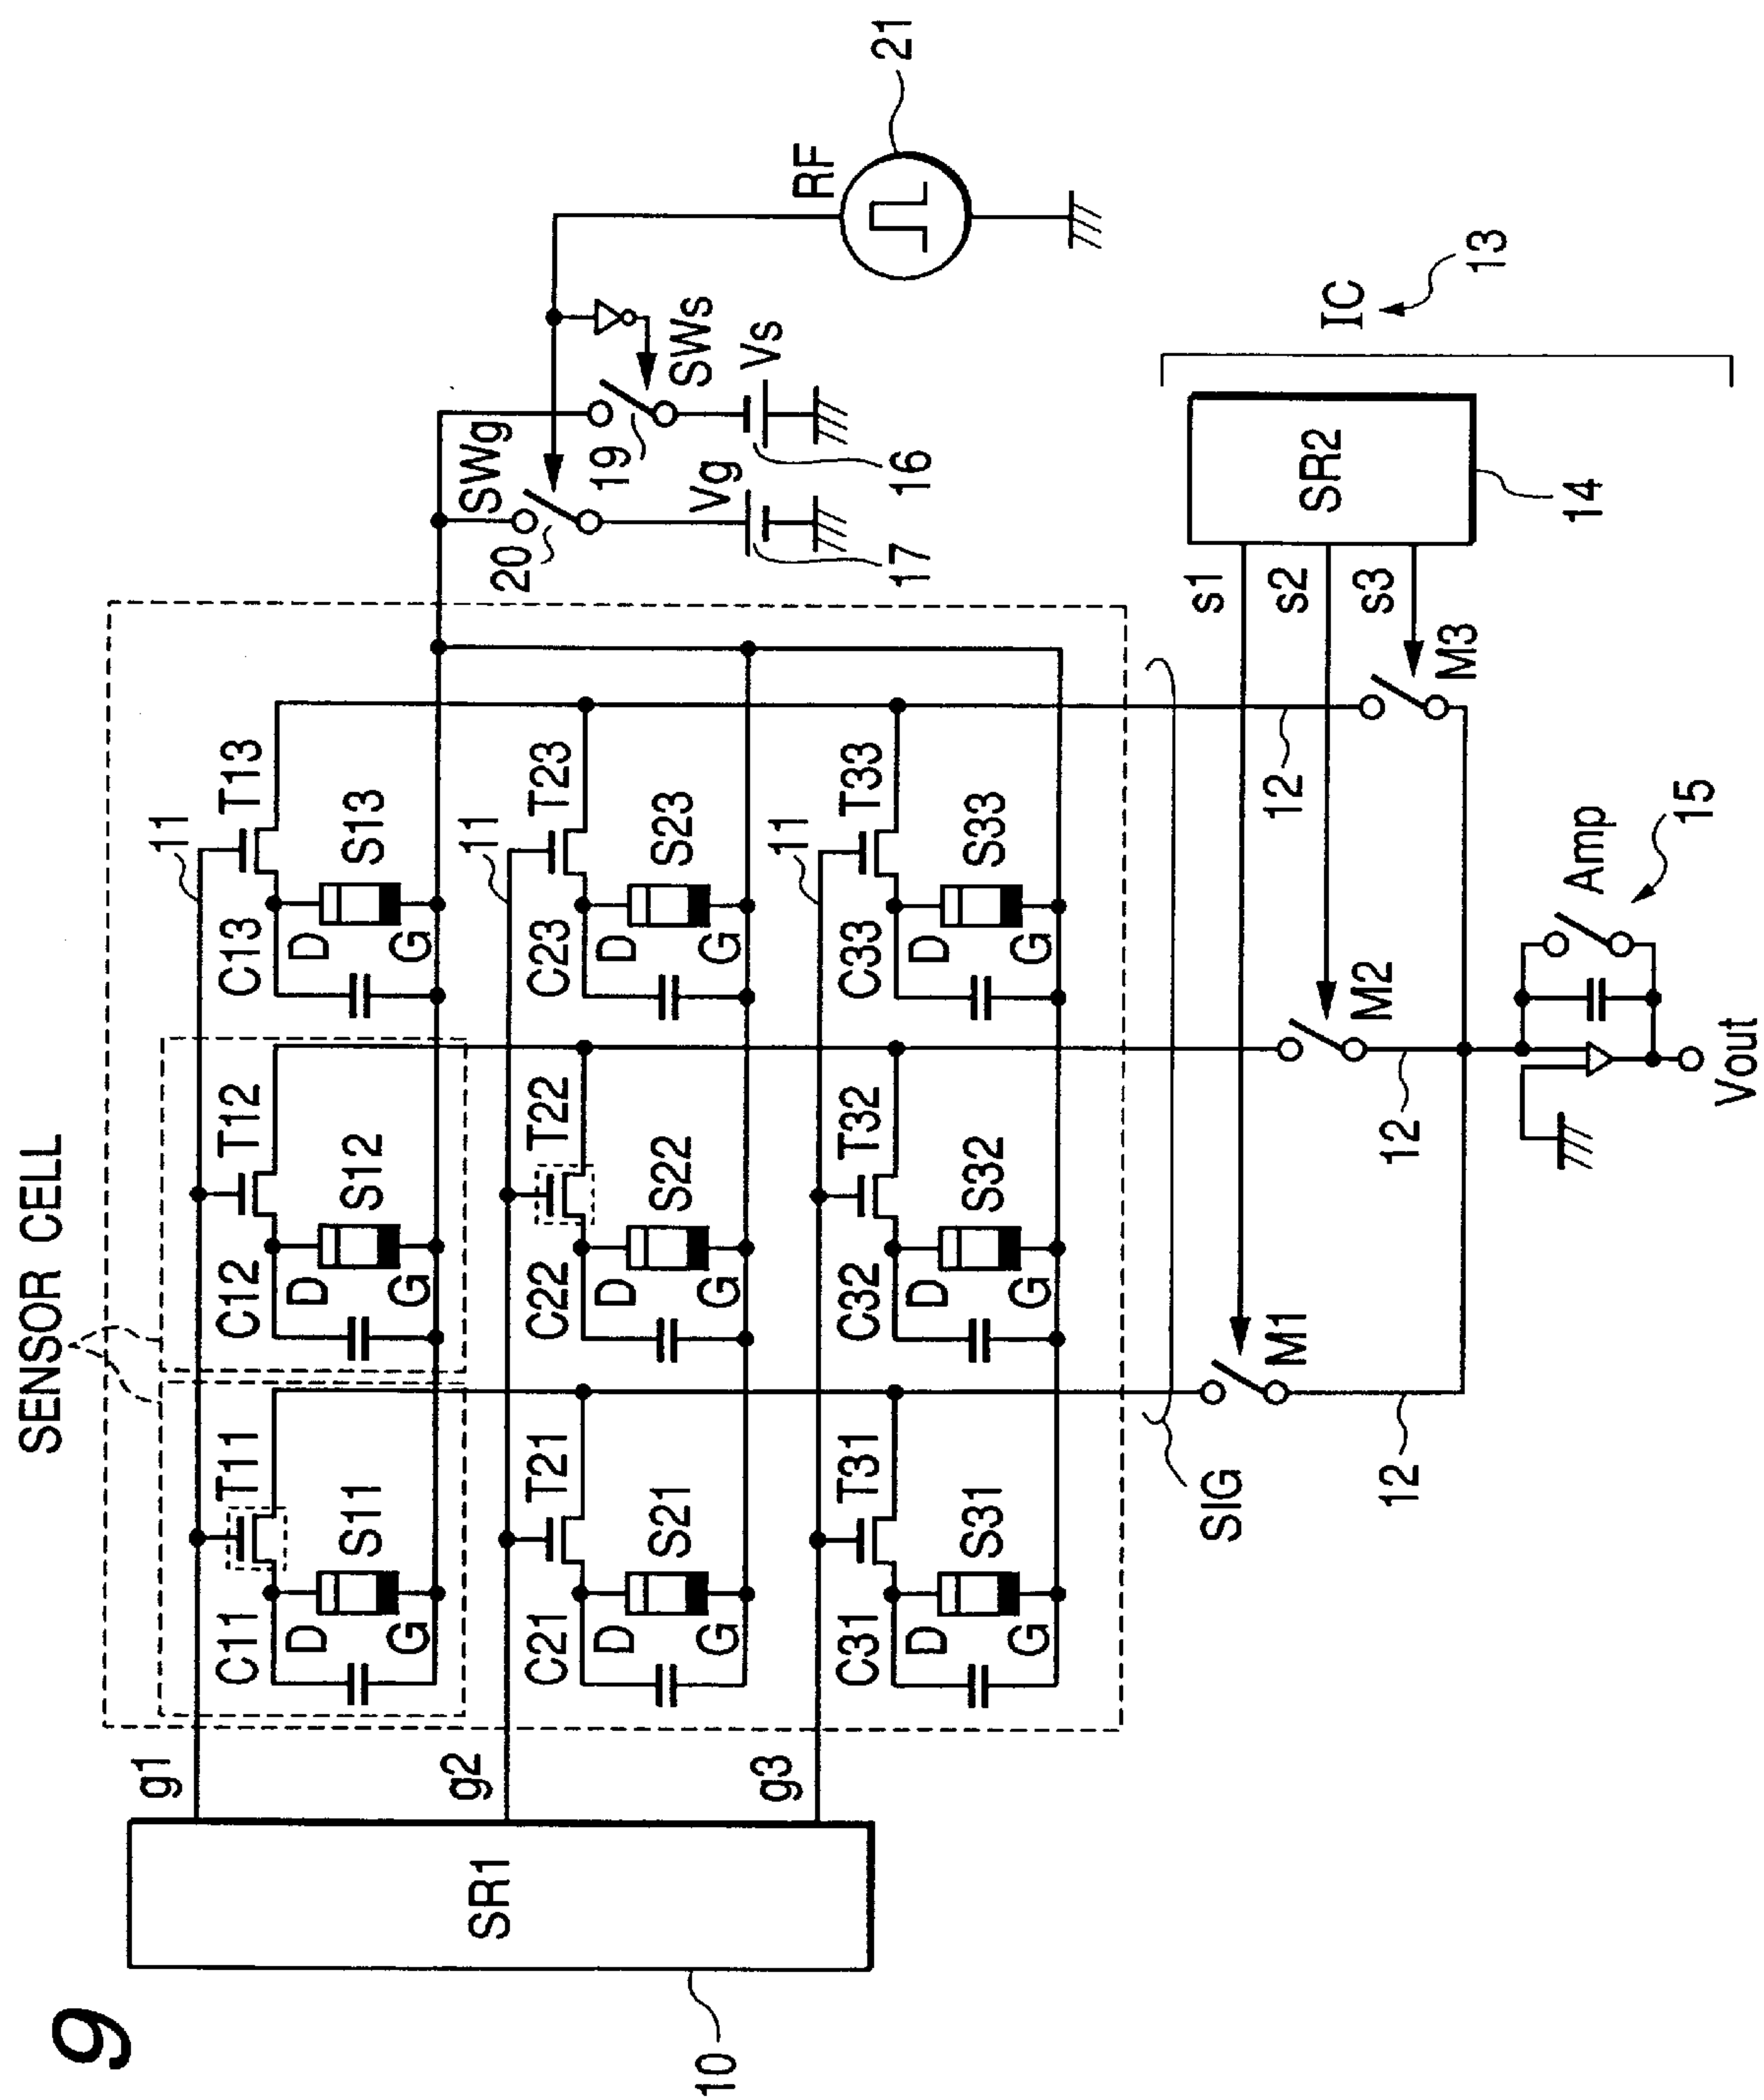 9
SENSOR CELL
g1
11
C11
T11
C12
T12
C13
T13
D
S11
D
S12
D
S13
G
G
G
SWg
20
19
SWs
RF
21
Vg
Vs
17
16
g2
11
C21
T21
C22
T22
C23
T23
D
S21
D
S22
D
S23
G
G
G
SR1
10
g3
11
C31
T31
C32
T32
C33
T33
D
S31
D
S32
D
S33
G
G
G
SIG
s1
s2
s3
SR2
14
IC
13
M1
M2
M3
12
12
12
Amp
15
Vout